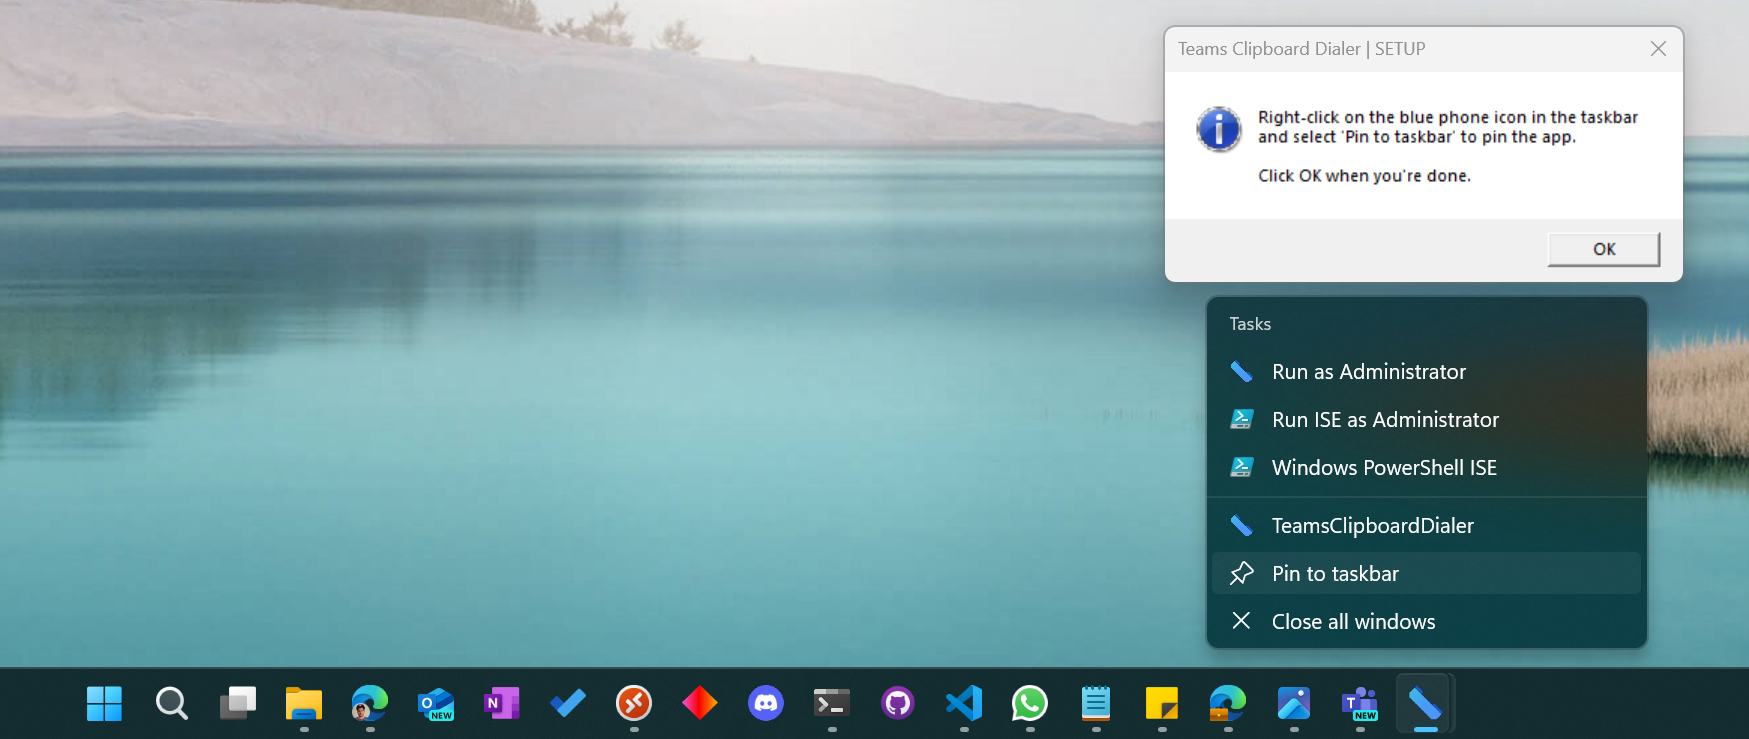 Teams Clipboard Dialer | SETUP
Right-click on the blue phone icon in the taskbar
and select 'Pin to taskbar' to pin the app.
Click OK when you're done.
OK
Tasks
Run as Administrator
Run ISE as Administrator
Windows PowerShell ISE
TeamsClipboardDialer
Pin to taskbar
Close all windows
O
NEW
N
T
NEW